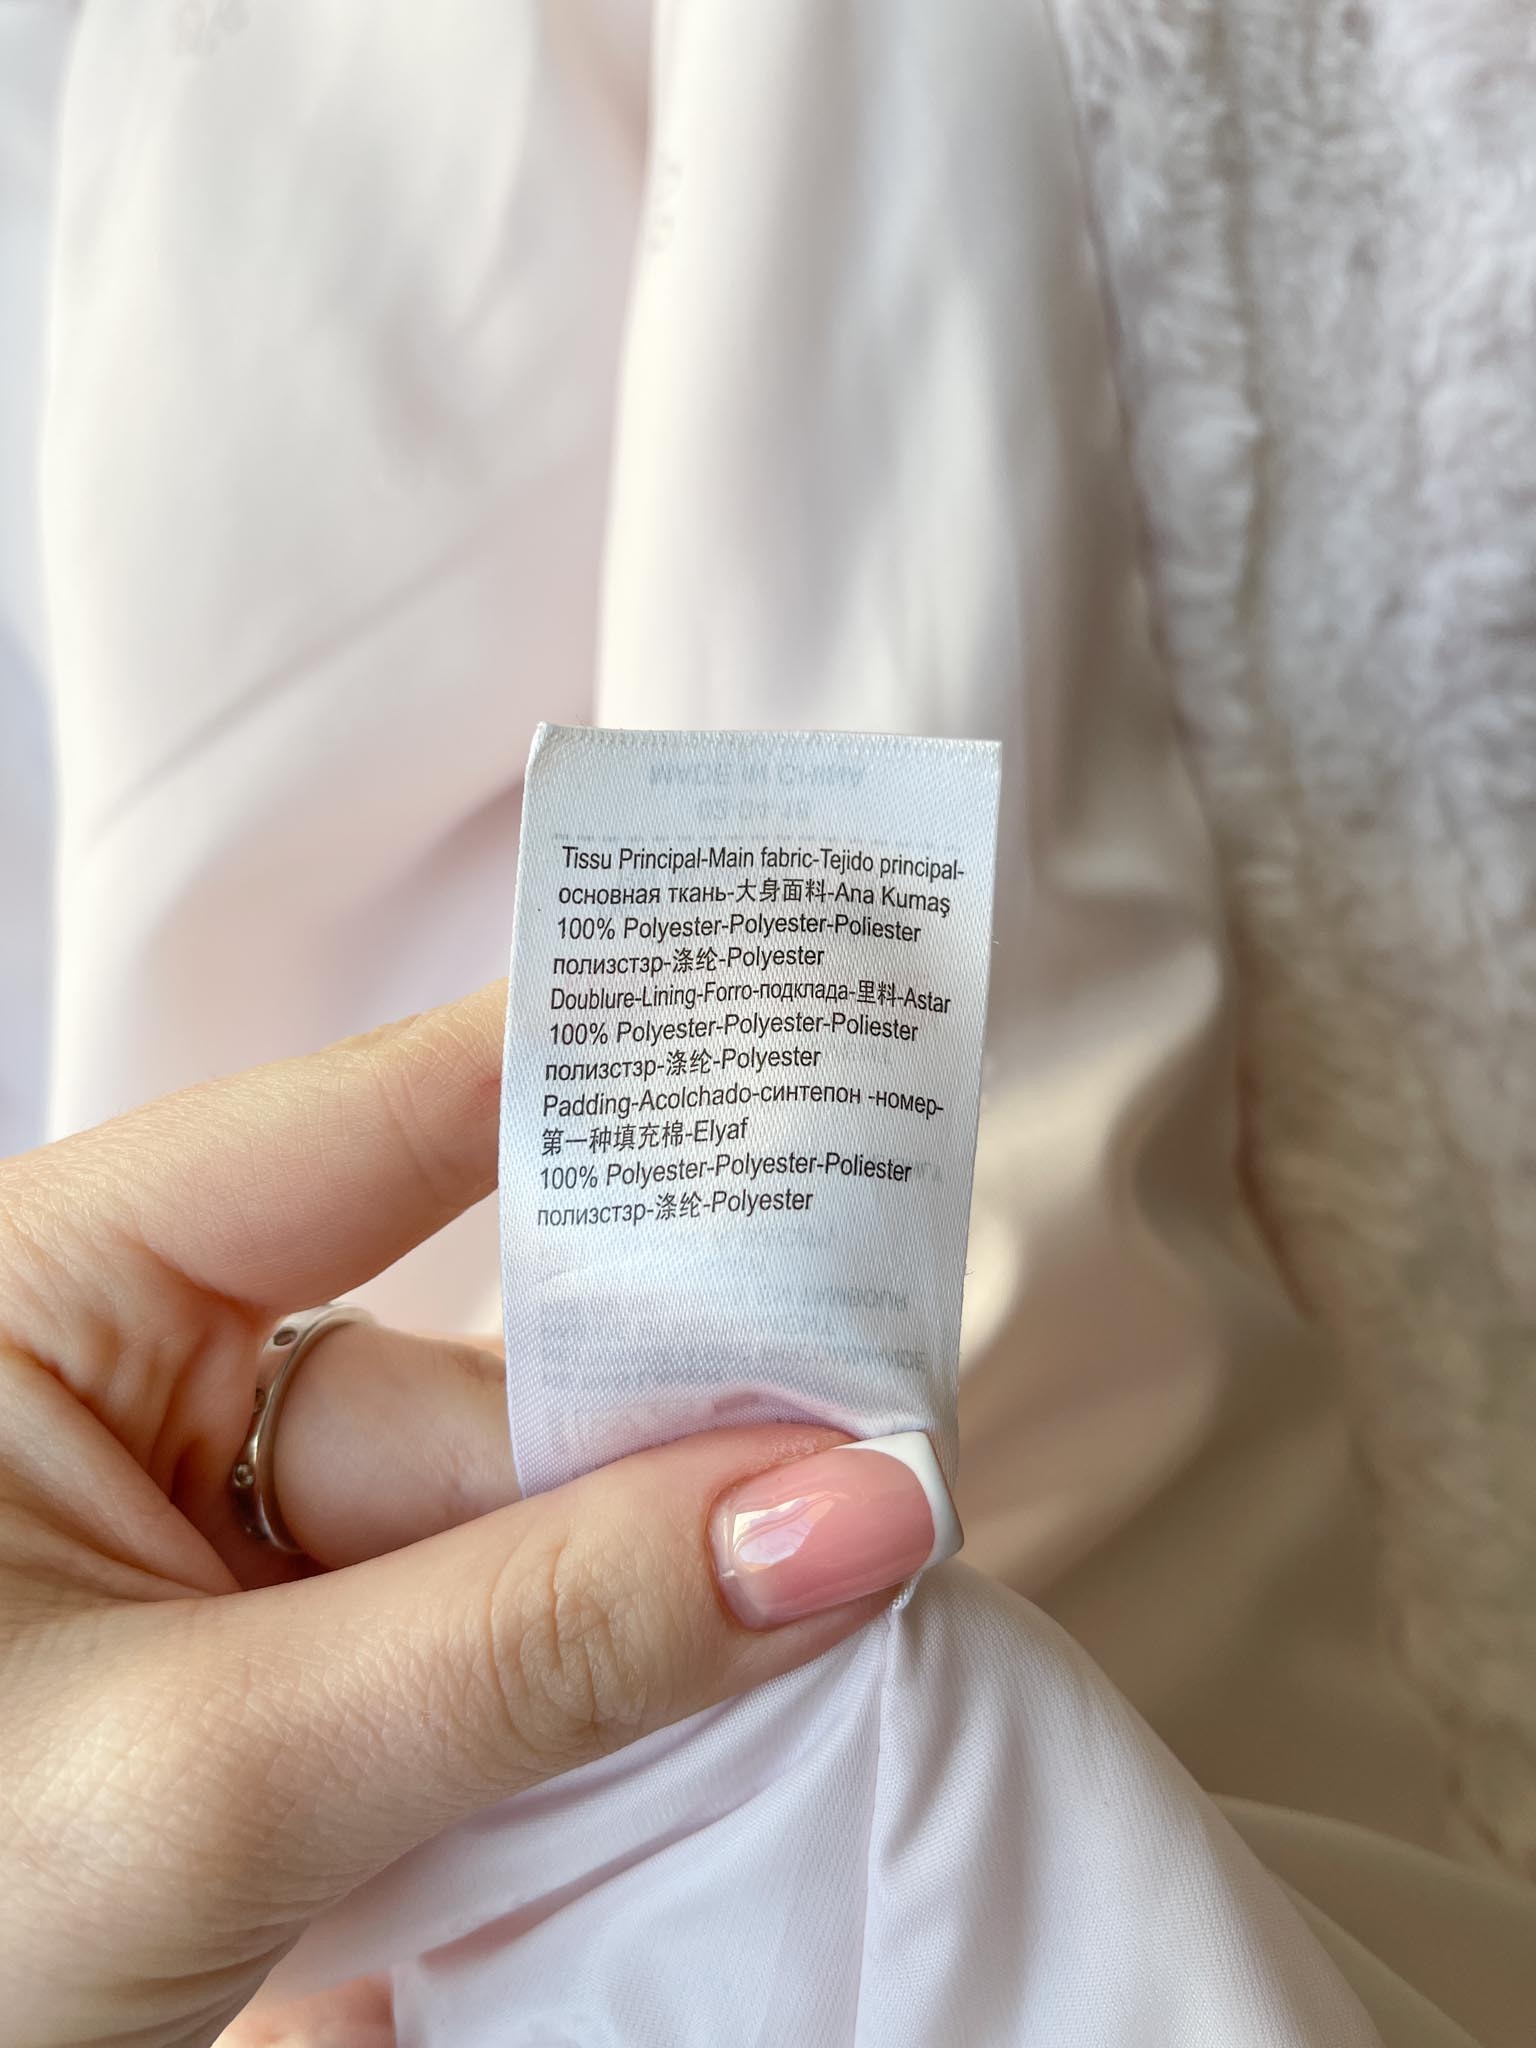 Tissu Principal-Main fabric-Tejido principal-
основная ткань-大身面料-Ana Kumaş
100% Polyester-Polyester-Poliester
полизстзр-涤纶-Polyester
Doublure-Lining-Forro-подклада-里料-Astar
100% Polyester-Polyester-Poliester
полизстзр-涤纶-Polyester
Padding-Acolchado-синтепон -номер-
第一种填充棉-Elyaf
100% Polyester-Polyester-Poliester
полизстзр-涤纶-Polyester